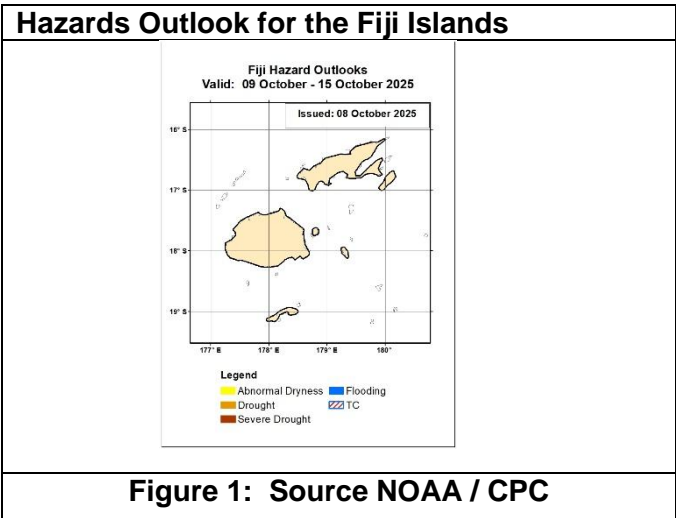 Hazards Outlook for the Fiji Islands
Fiji Hazard Outlooks
Valid: 09 October - 15 October 2025
Issued: 08 October 2025
16° S
17° S
18° S
19° S
177° E 178° E 179° E 180°
Legend
Abnormal Dryness Flooding
Drought TC
Severe Drought
Figure 1: Source NOAA / CPC